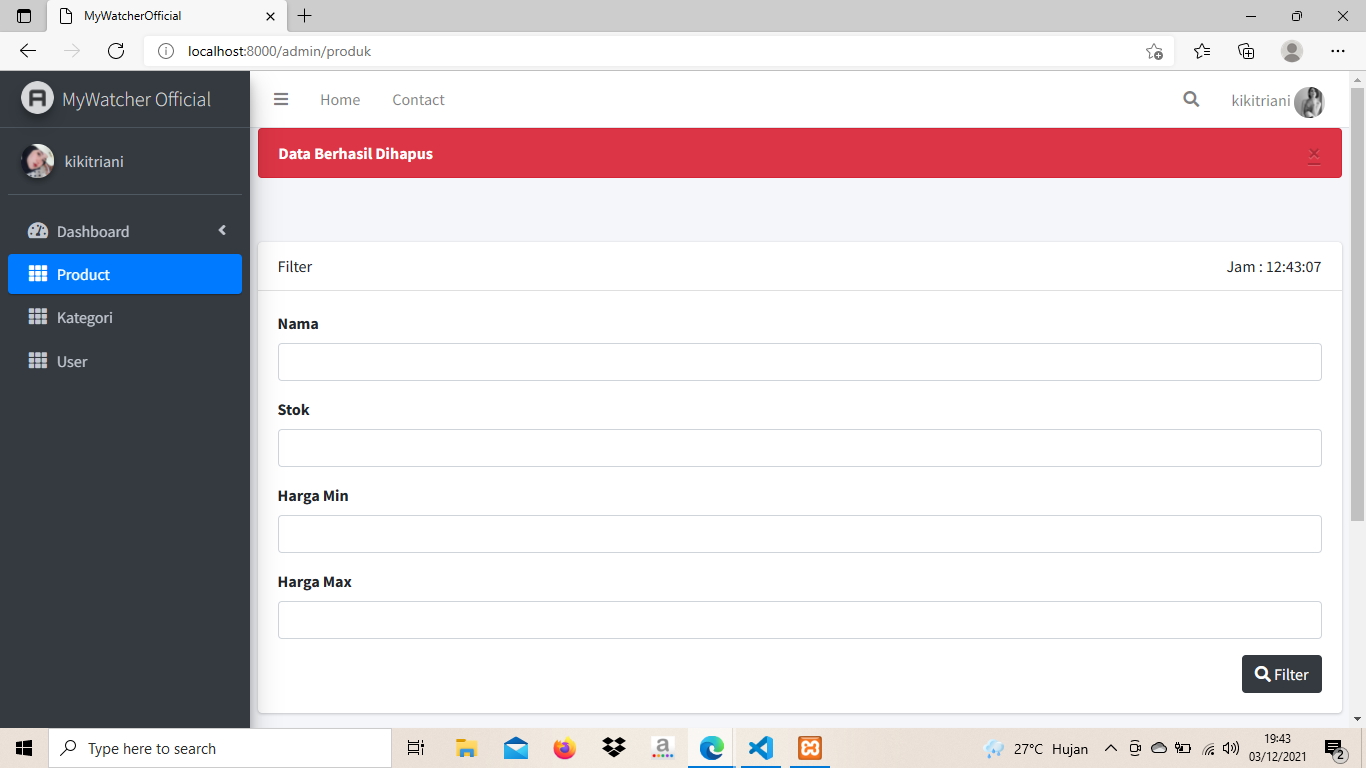 MyWatcherOfficial
localhost:8000/admin/produk
MyWatcher Official
Home
Contact
kikitriani
kikitriani
Data Berhasil Dihapus
×
Dashboard
Product
Kategori
User
Filter
Jam : 12:43:07
Nama
Stok
Harga Min
Harga Max
Filter
Type here to search
a
27°C Hujan
19:43
03/12/2021
2